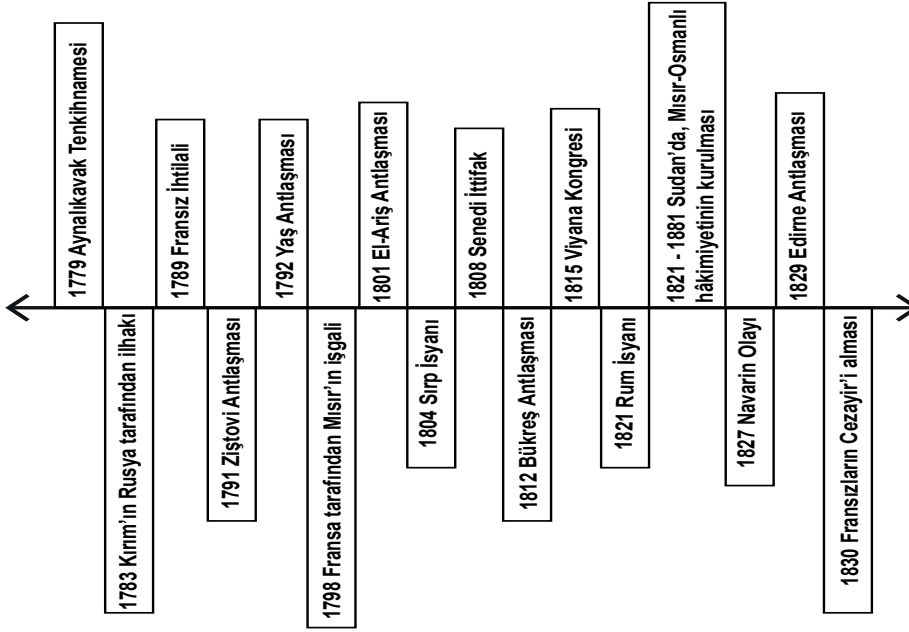 1779 Aynalıkavak Tenkihnamesi
1783 Kırım'ın Rusya tarafından ilhakı
1789 Fransız İhtilali
1791 Ziştovi Antlaşması
1792 Yaş Antlaşması
1798 Fransa tarafından Mısır'ın işgali
1801 El-Ariş Antlaşması
1804 Sırp İsyanı
1808 Senedi İttifak
1812 Bükreş Antlaşması
1815 Viyana Kongresi
1821 Rum İsyanı
1821 - 1881 Sudan'da, Mısır-Osmanlı
hâkimiyetinin kurulması
1827 Navarin Olayı
1829 Edirne Antlaşması
1830 Fransızların Cezayir'i alması